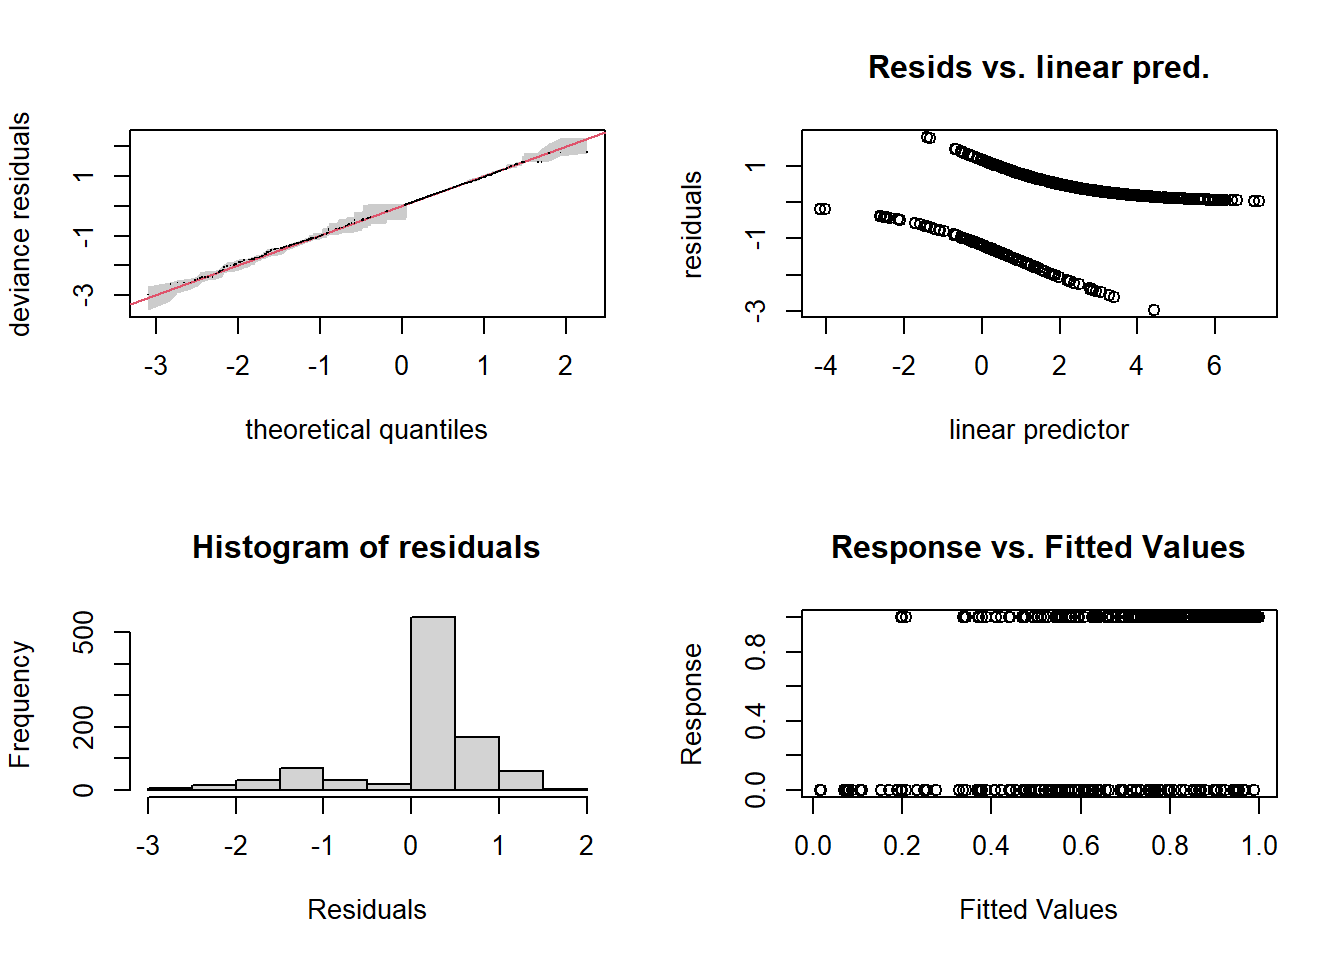 deviance residuals
1
-1
-3
-3 -2 -1 0 1 2
theoretical quantiles
Resids vs. linear pred.
residuals
1
-1
-3
-4 -2 0 2 4 6
linear predictor
Histogram of residuals
Frequency
500
200
0
-3 -2 -1 0 1 2
Residuals
Response vs. Fitted Values
Response
0.8
0.4
0.0
0.0 0.2 0.4 0.6 0.8 1.0
Fitted Values